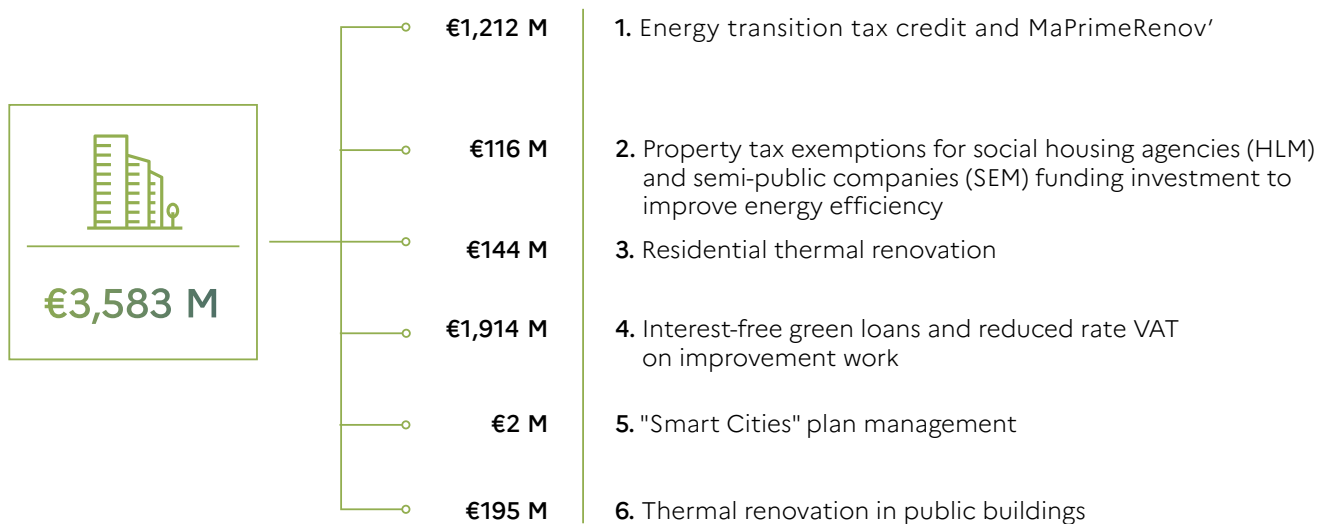 €3,583 M
€1,212 M
1. Energy transition tax credit and MaPrimeRenov’
€116 M
2. Property tax exemptions for social housing agencies (HLM)
and semi-public companies (SEM) funding investment to
improve energy efficiency
€144 M
3. Residential thermal renovation
€1,914 M
4. Interest-free green loans and reduced rate VAT
on improvement work
€2 M
5. "Smart Cities" plan management
€195 M
6. Thermal renovation in public buildings